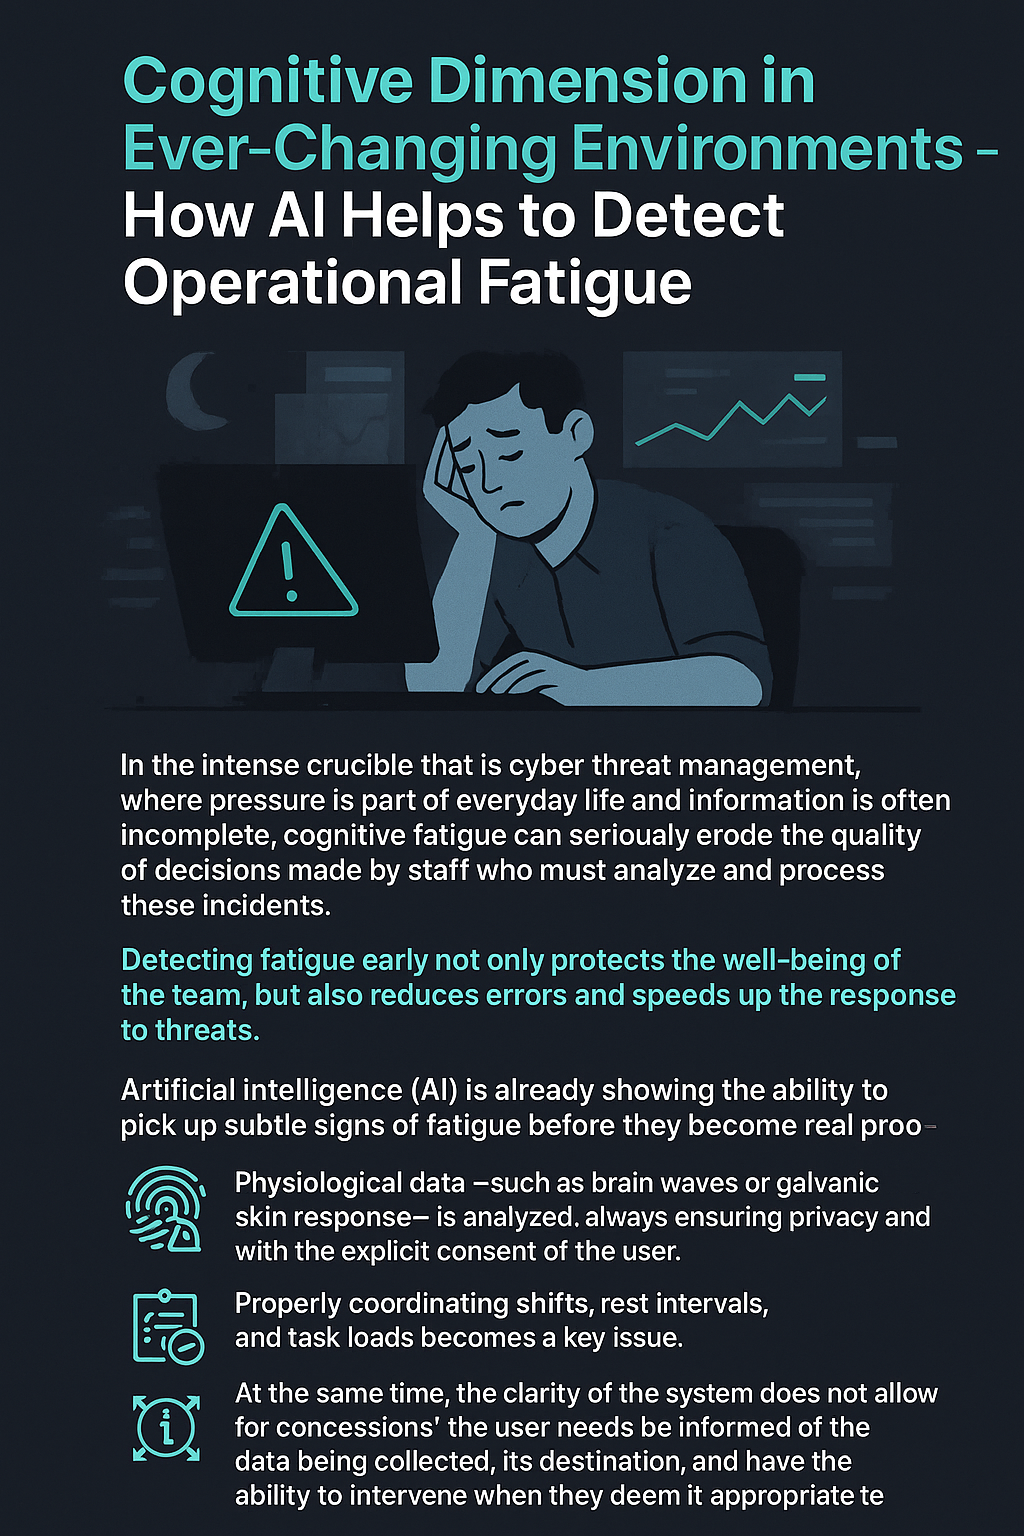 Cognitive Dimension in
Ever-Changing Environments –
How AI Helps to Detect
Operational Fatigue
In the intense crucible that is cyber threat management,
where pressure is part of everyday life and information is often
incomplete, cognitive fatigue can seriousaly erode the quality
of decisions made by staff who must analyze and process
these incidents.
Detecting fatigue early not only protects the well-being of
the team, but also reduces errors and speeds up the response
to threats.
Artificial intelligence (AI) is already showing the ability to
pick up subtle signs of fatigue before they become real proo–
Physiological data –such as brain waves or galvanic
skin response– is analyzed. always ensuring privacy and
with the explicit consent of the user.
Properly coordinating shifts, rest intervals,
and task loads becomes a key issue.
At the same time, the clarity of the system does not allow
for concessions' the user needs be informed of the
data being collected, its destination, and have the
ability to intervene when they deem it appropriate te